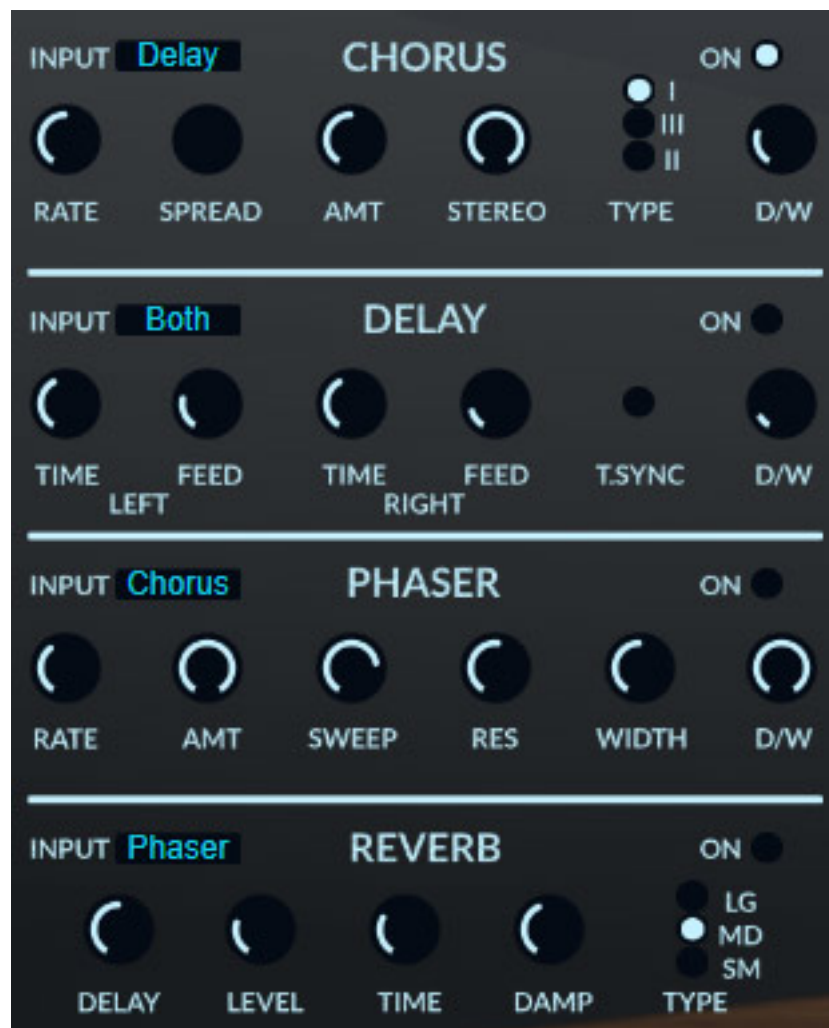 INPUT Delay CHORUS ON
I
III
II
RATE SPREAD AMT STEREO TYPE D/W
INPUT Both DELAY ON
TIME FEED TIME FEED T.SYNC D/W
LEFT RIGHT
INPUT Chorus PHASER ON
RATE AMT SWEEP RES WIDTH D/W
INPUT Phaser REVERB ON
LG
MD
SM
DELAY LEVEL TIME DAMP TYPE